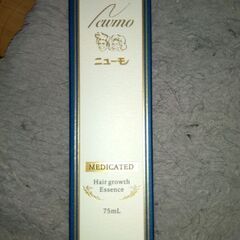 Newmo
ニューモ
MEDICATED
Hair growth
Essence
75mL